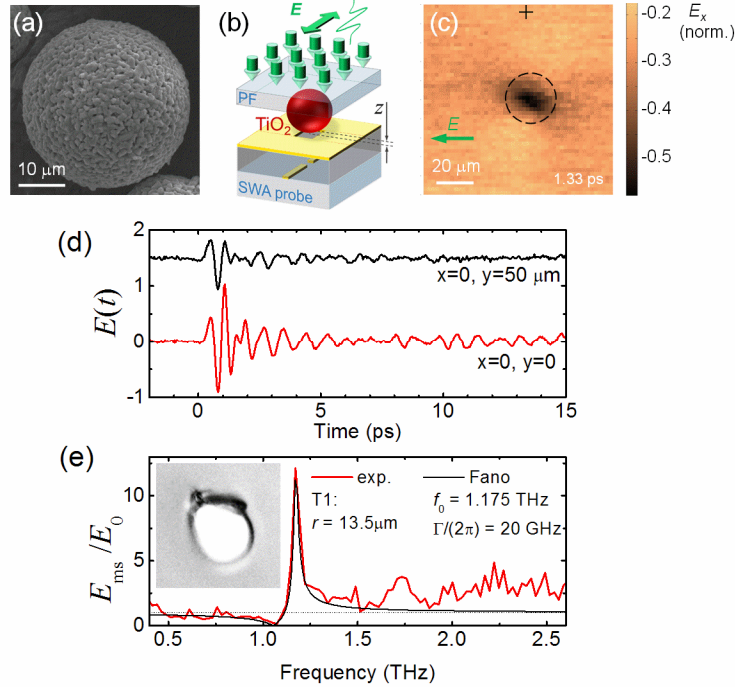 (a)
10 μm
(b)
E
PF
TiO2
z
SWA probe
(c)
E
20 μm
1.33 ps
-0.2
-0.3
-0.4
-0.5
Ex
(norm.)
(d)
2
1
0
-1
E(t)
x=0, y=50 μm
x=0, y=0
0
5
10
15
Time (ps)
(e)
10
5
0
Ems/E0
exp.
Fano
T1:
r = 13.5μm
f0 = 1.175 THz
Γ/(2π) = 20 GHz
0.5
1.0
1.5
2.0
2.5
Frequency (THz)